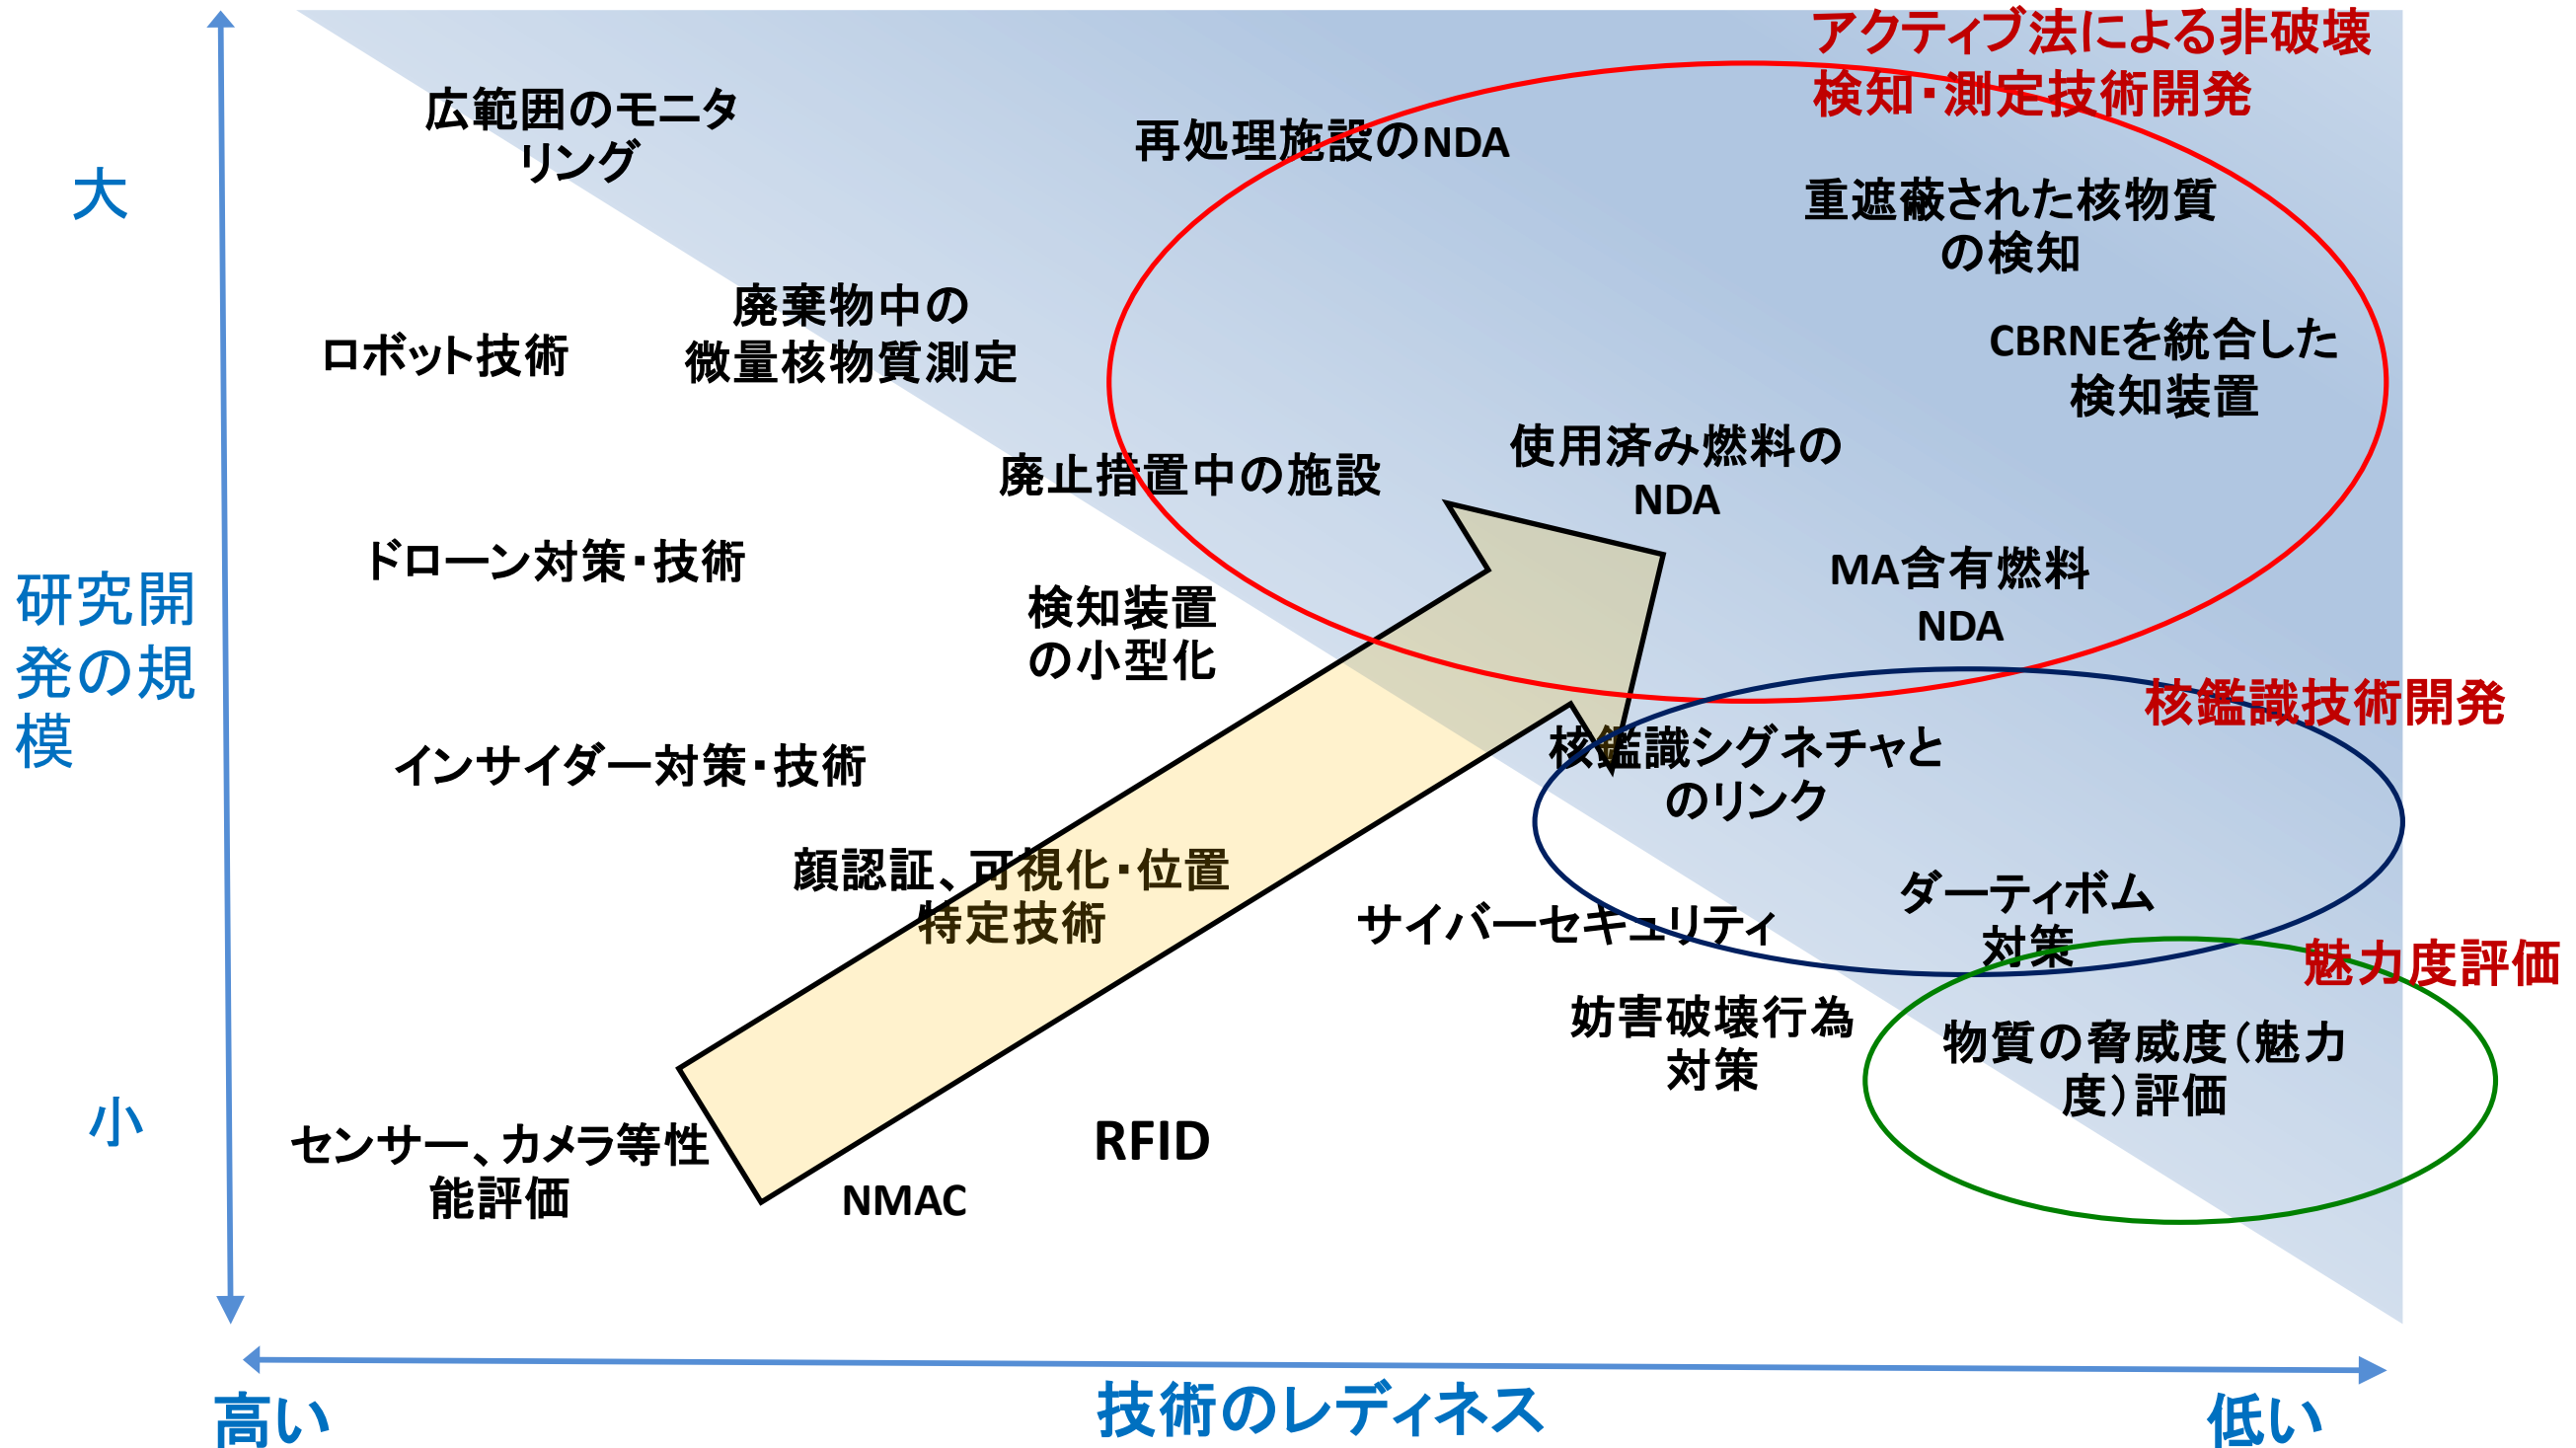 アクティブ法による非破壊
検知・測定技術開発
広範囲のモニタ
リング
再処理施設のNDA
大
重遮蔽された核物質
の検知
廃棄物中の
微量核物質測定
ロボット技術
CBRNEを統合した
検知装置
使用済み燃料の
NDA
廃止措置中の施設
ドローン対策・技術
MA含有燃料
NDA
検知装置
の小型化
研究開
発の規
模
核鑑識技術開発
インサイダー対策・技術
核鑑識シグネチャと
のリンク
顔認証、可視化・位置
特定技術
サイバーセキュリティ
ダーティボム
対策
魅力度評価
妨害破壊行為
対策
物質の脅威度（魅力
度）評価
小
センサー、カメラ等性
能評価
RFID
NMAC
高い
技術のレディネス
低い